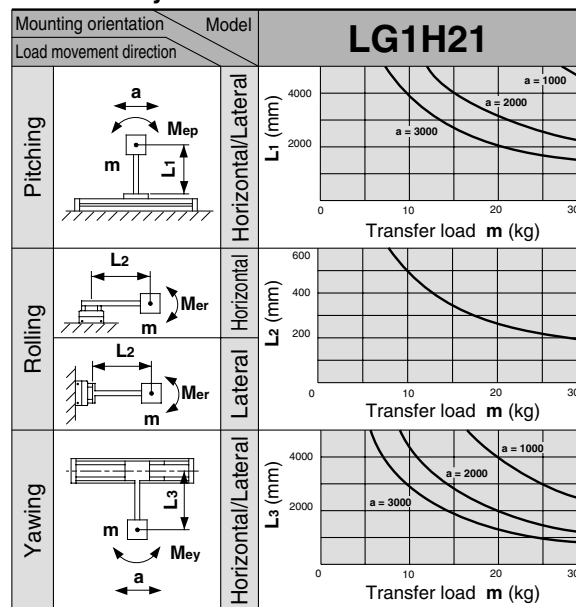 Mounting orientation Model
Load movement direction
LG1H21
Pitching
a
Mep
m
L1
Horizontal/Lateral
L1 (mm)
4000
2000
a = 1000
a = 2000
a = 3000
0 10 20 30
Transfer load m (kg)
Rolling
L2
Mer
m
Horizontal
L2
Mer
m
Lateral
L2 (mm)
600
400
200
0 10 20 30
Transfer load m (kg)
Yawing
L3
m
Mey
a
Horizontal/Lateral
L3 (mm)
4000
2000
a = 1000
a = 2000
a = 3000
0 10 20 30
Transfer load m (kg)